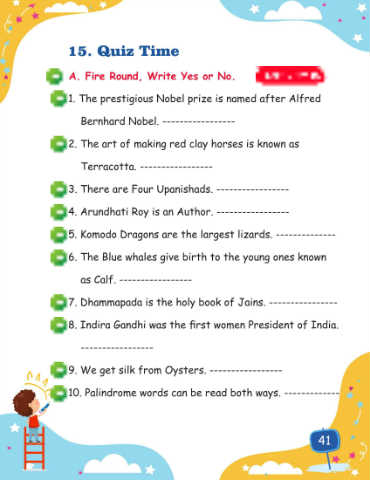 15. Quiz Time
A. Fire Round, Write Yes or No.
1. The prestigious Nobel prize is named after Alfred
Bernhard Nobel. -----------------
2. The art of making red clay horses is known as
Terracotta. -----------------
3. There are Four Upanishads. -----------------
4. Arundhati Roy is an Author. -----------------
5. Komodo Dragons are the largest lizards. --------------
6. The Blue whales give birth to the young ones known
as Calf. -----------------
7. Dhammapada is the holy book of Jains. ----------------
8. Indira Gandhi was the first women President of India.
-----------------
9. We get silk from Oysters. -----------------
10. Palindrome words can be read both ways. -------------
41